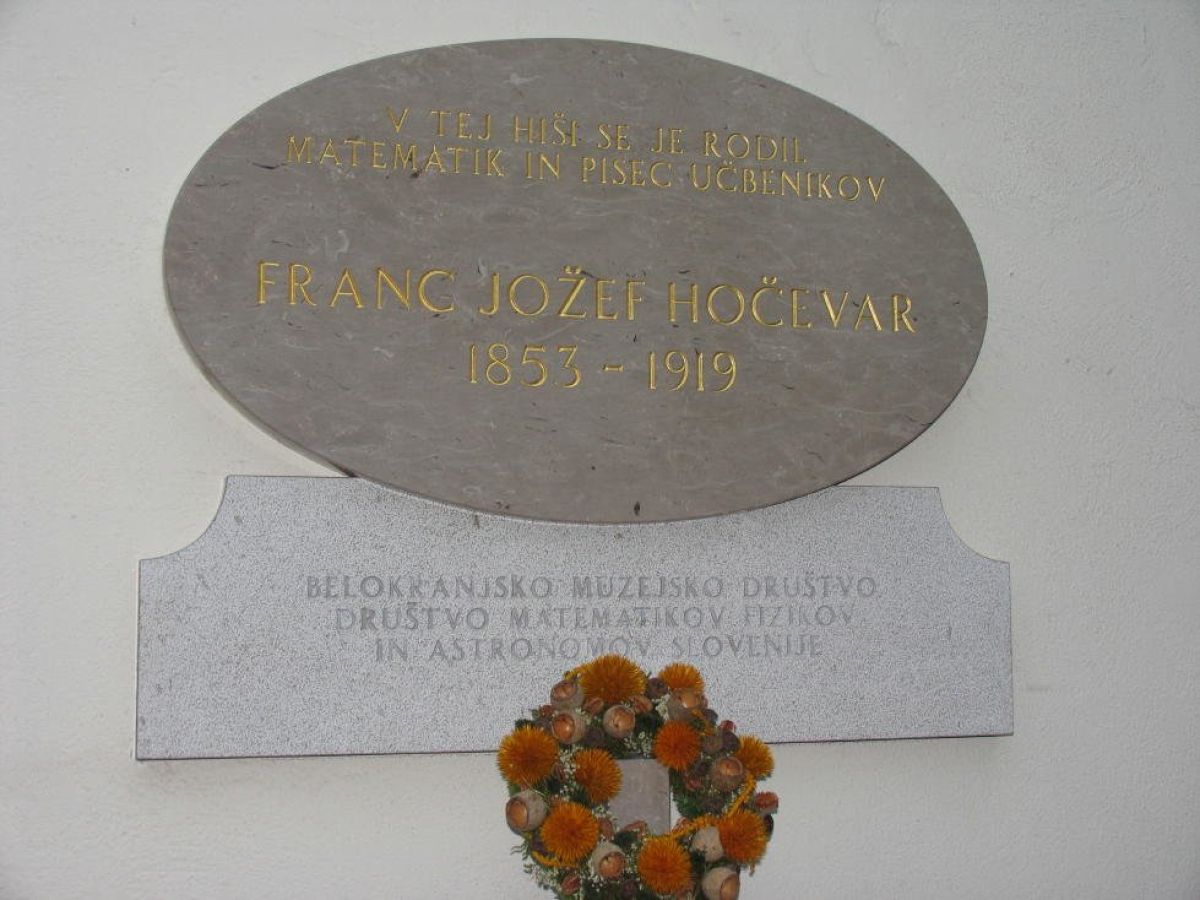 V TEJ HIŠI SE JE RODIL
MATEMATIK IN PISEC UČBENIKOV
FRANC JOŽEF HOČEVAR
1853 - 1919
BELOKRANJSKO MUZEJSKO DRUŠTVO
DRUŠTVO MATEMATIKOV FIZIKOV
IN ASTRONOMOV SLOVENIJE